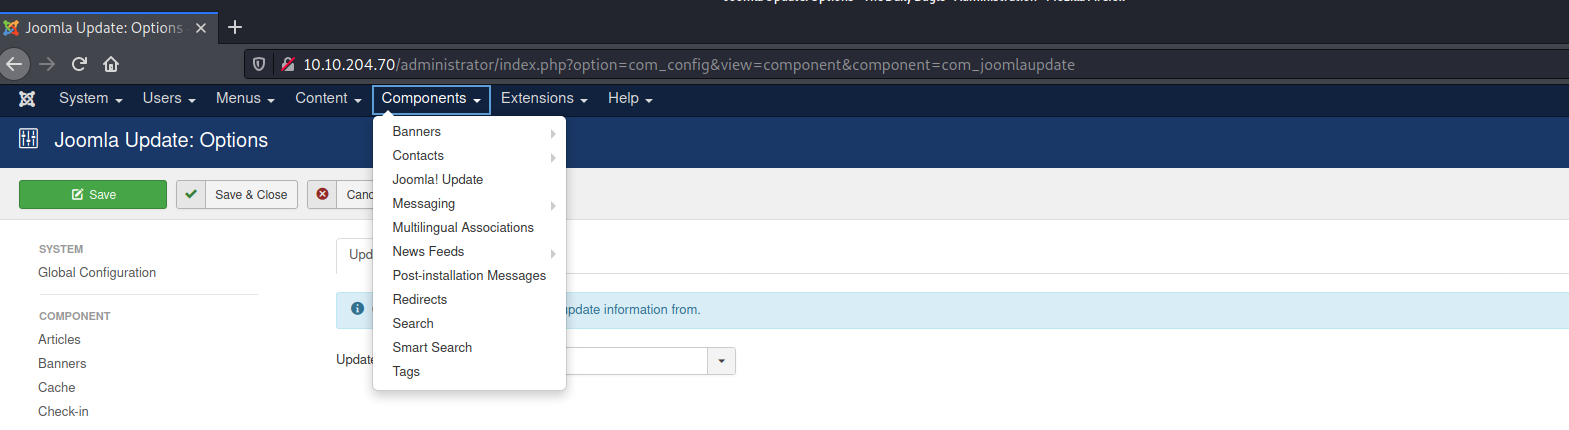 Joomla Update: Options
10.10.204.70/administrator/index.php?option=com_config&view=component&component=com_joomlaupdate
System Users Menus Content Components Extensions Help
Joomla Update: Options
Save Save & Close Canc
Banners
Contacts
Joomla! Update
Messaging
Multilingual Associations
News Feeds
Post-installation Messages
Redirects
Search
Smart Search
Tags
SYSTEM
Global Configuration
COMPONENT
Articles
Banners
Cache
Check-in
Upd
update information from.
Update